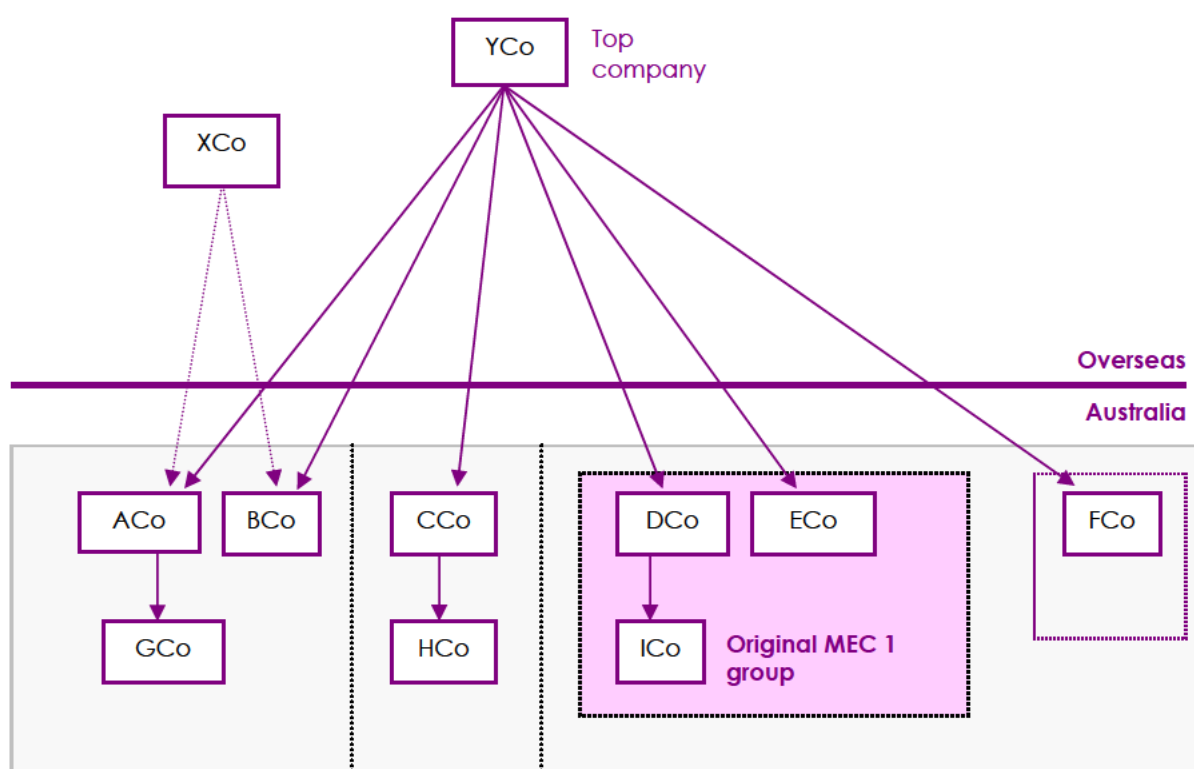 YCo
Top
company
XCo
Overseas
Australia
ACo
BCo
CCo
DCo
ECo
FCo
GCo
HCo
ICo
Original MEC 1
group